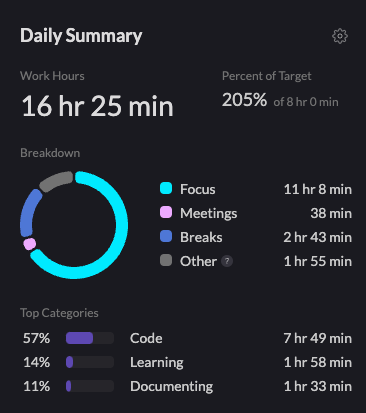 Daily Summary
Work Hours
Percent of Target
16 hr 25 min
205% of 8 hr 0 min
Breakdown
Focus 11 hr 8 min
Meetings 38 min
Breaks 2 hr 43 min
Other ? 1 hr 55 min
Top Categories
57% Code 7 hr 49 min
14% Learning 1 hr 58 min
11% Documenting 1 hr 33 min